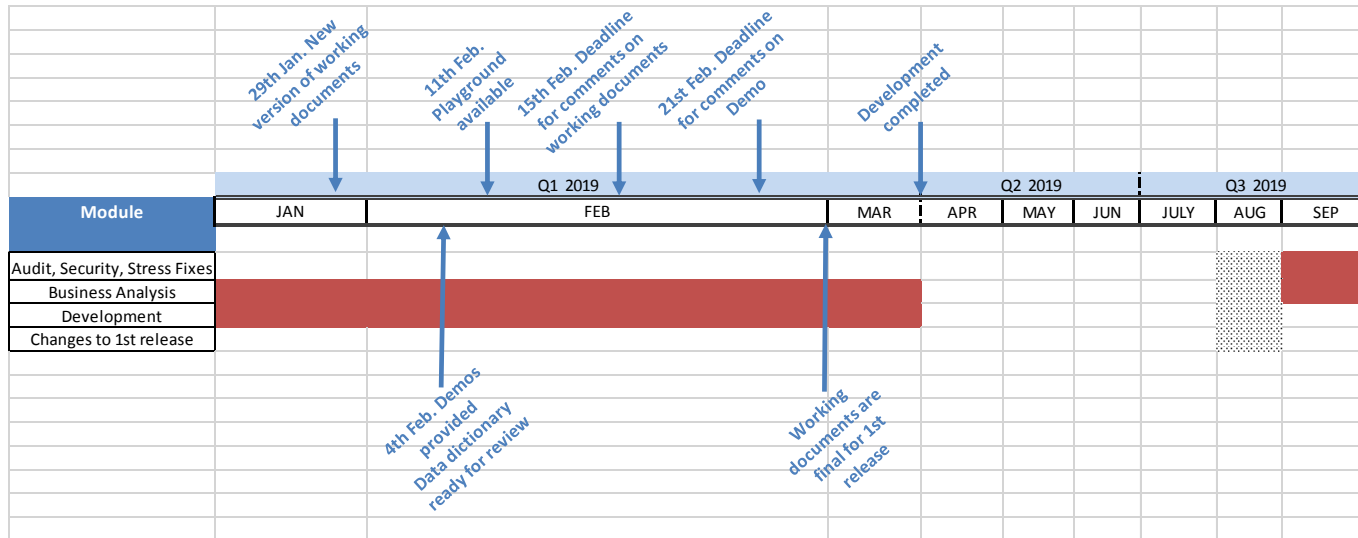 29th Jan. New
version of working
documents
11th Feb.
Playground
available
15th Feb. Deadline
for comments on
working documents
21st Feb. Deadline
for comments on
Demo
Development
completed
Q1 2019
Q2 2019
Q3 2019
Module
JAN
FEB
MAR
APR
MAY
JUN
JULY
AUG
SEP
Audit, Security, Stress Fixes
Business Analysis
Development
Changes to 1st release
4th Feb. Demos
provided
Data dictionary
ready for review
Working
documents are
final for 1st
release